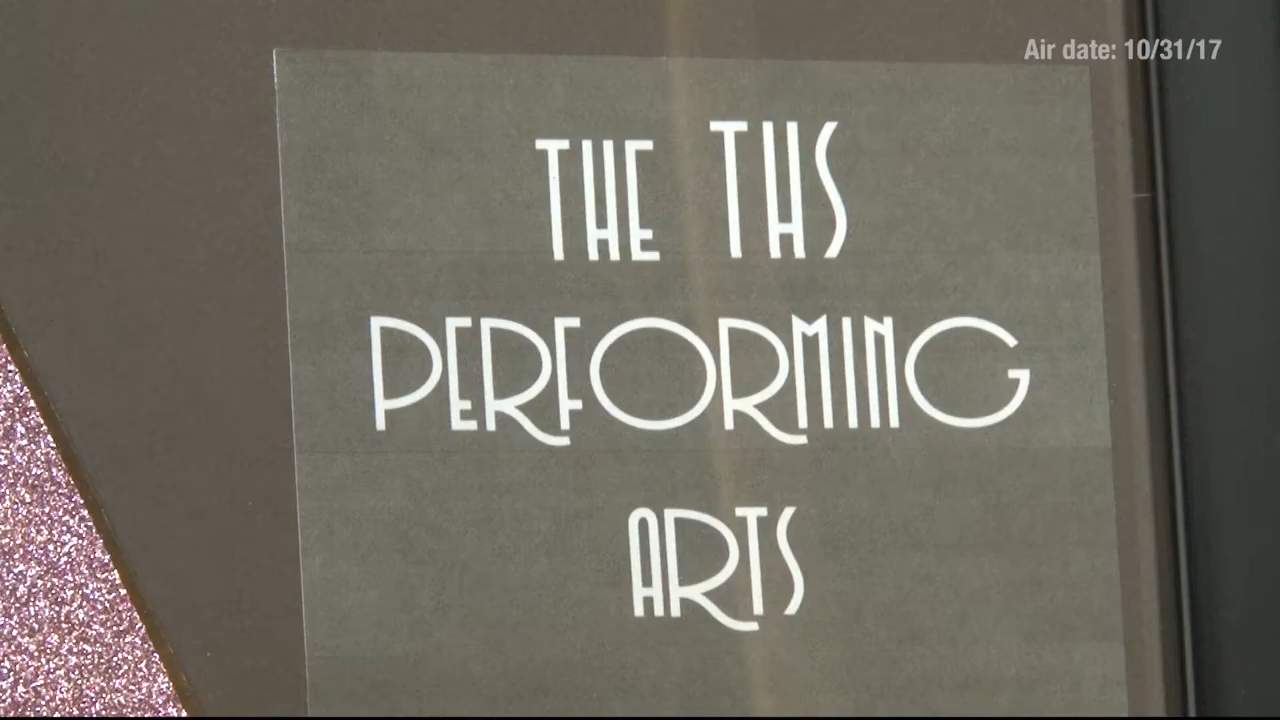 Air date: 10/31/17
THE THS
PERFORMING
ARTS